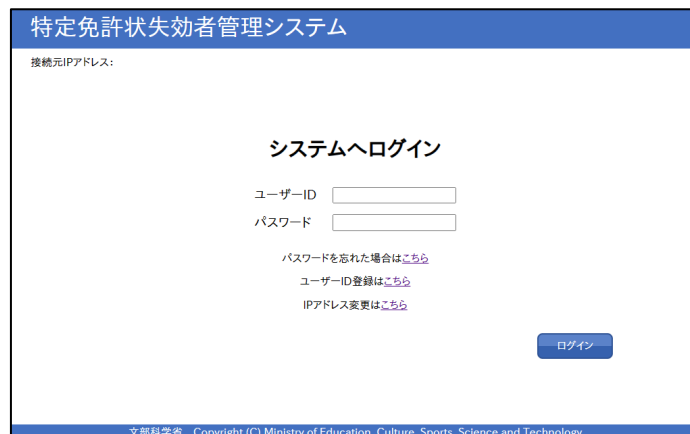 特定免許状失効者管理システム
接続元IPアドレス：
システムへログイン
ユーザーID
パスワード
パスワードを忘れた場合はこちら
ユーザーID登録はこちら
IPアドレス変更はこちら
ログイン
文部科学省　Copyright (C) Ministry of Education, Culture, Sports, Science and Technology